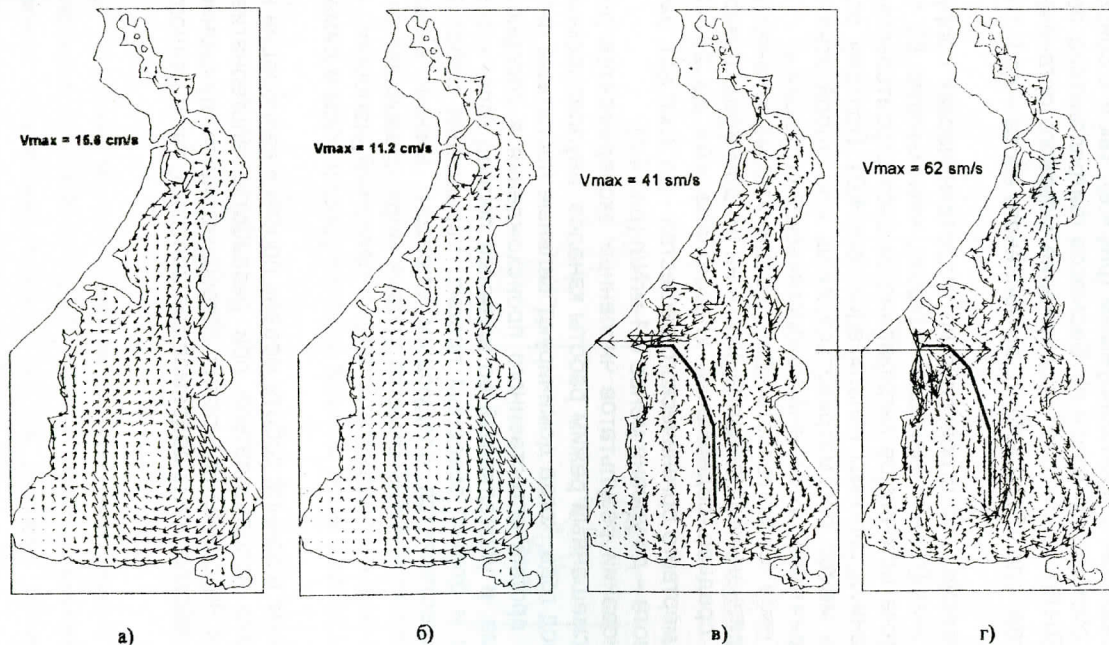 Vmax = 15.6 cm/s
Vmax = 11.2 cm/s
Vmax = 41 sm/s
Vmax = 62 sm/s
а)
б)
в)
г)